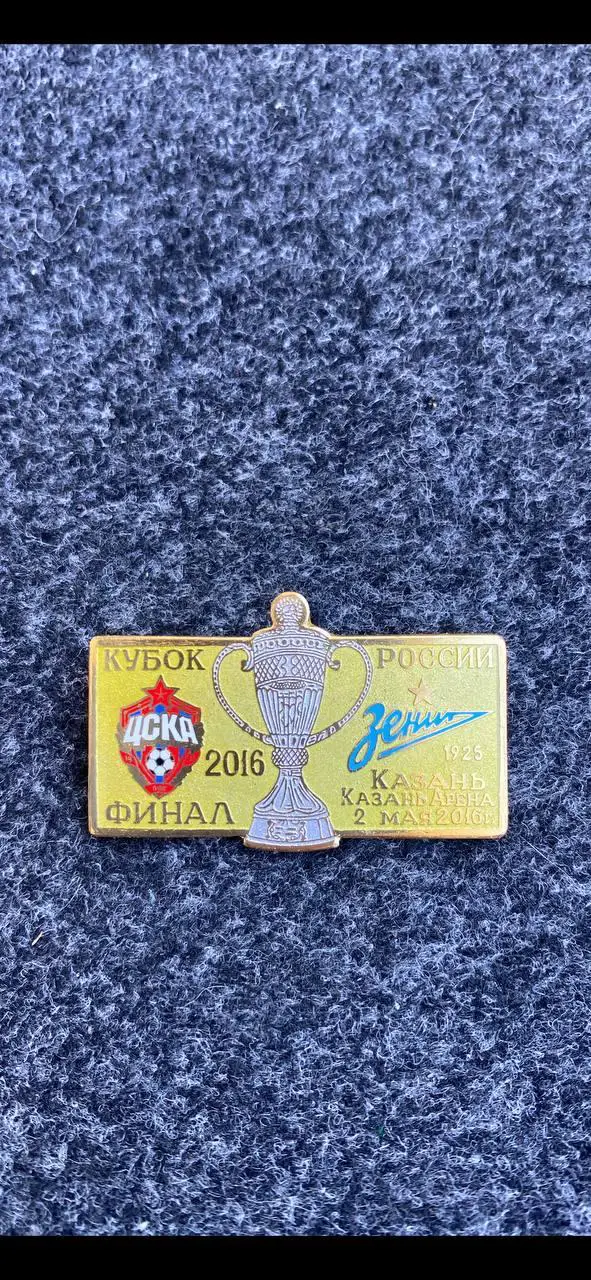 КУБОК РОССИИ
ЦСКА
2016
ФИНАЛ
Зенит
1925
КАЗАНЬ
КАЗАНЬ АРЕНА
2 МАЯ 2016г.